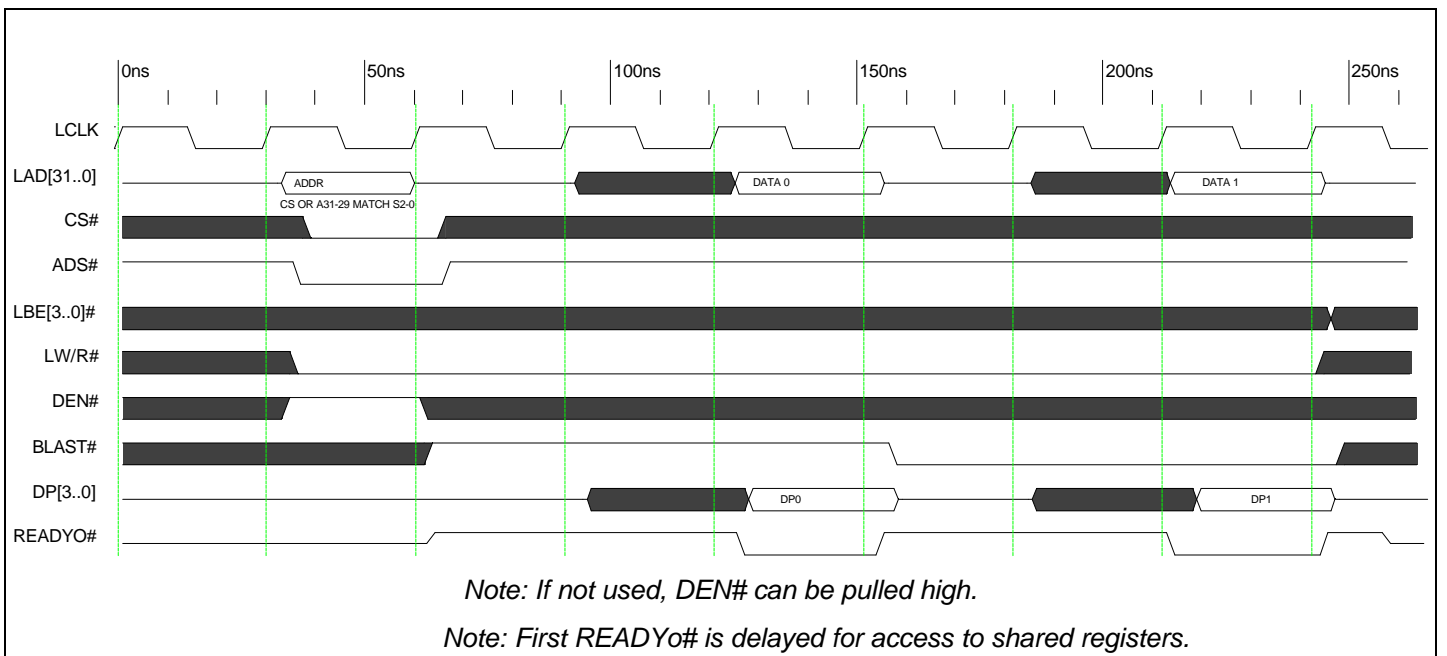 0ns 50ns 100ns 150ns 200ns 250ns
LCLK
LAD[31..0] ADDR DATA 0 DATA 1
CS OR A31-29 MATCH S2-0
CS#
ADS#
LBE[3..0]#
LW/R#
DEN#
BLAST#
DP[3..0] DP0 DP1
READYO#
Note: If not used, DEN# can be pulled high.
Note: First READYo# is delayed for access to shared registers.